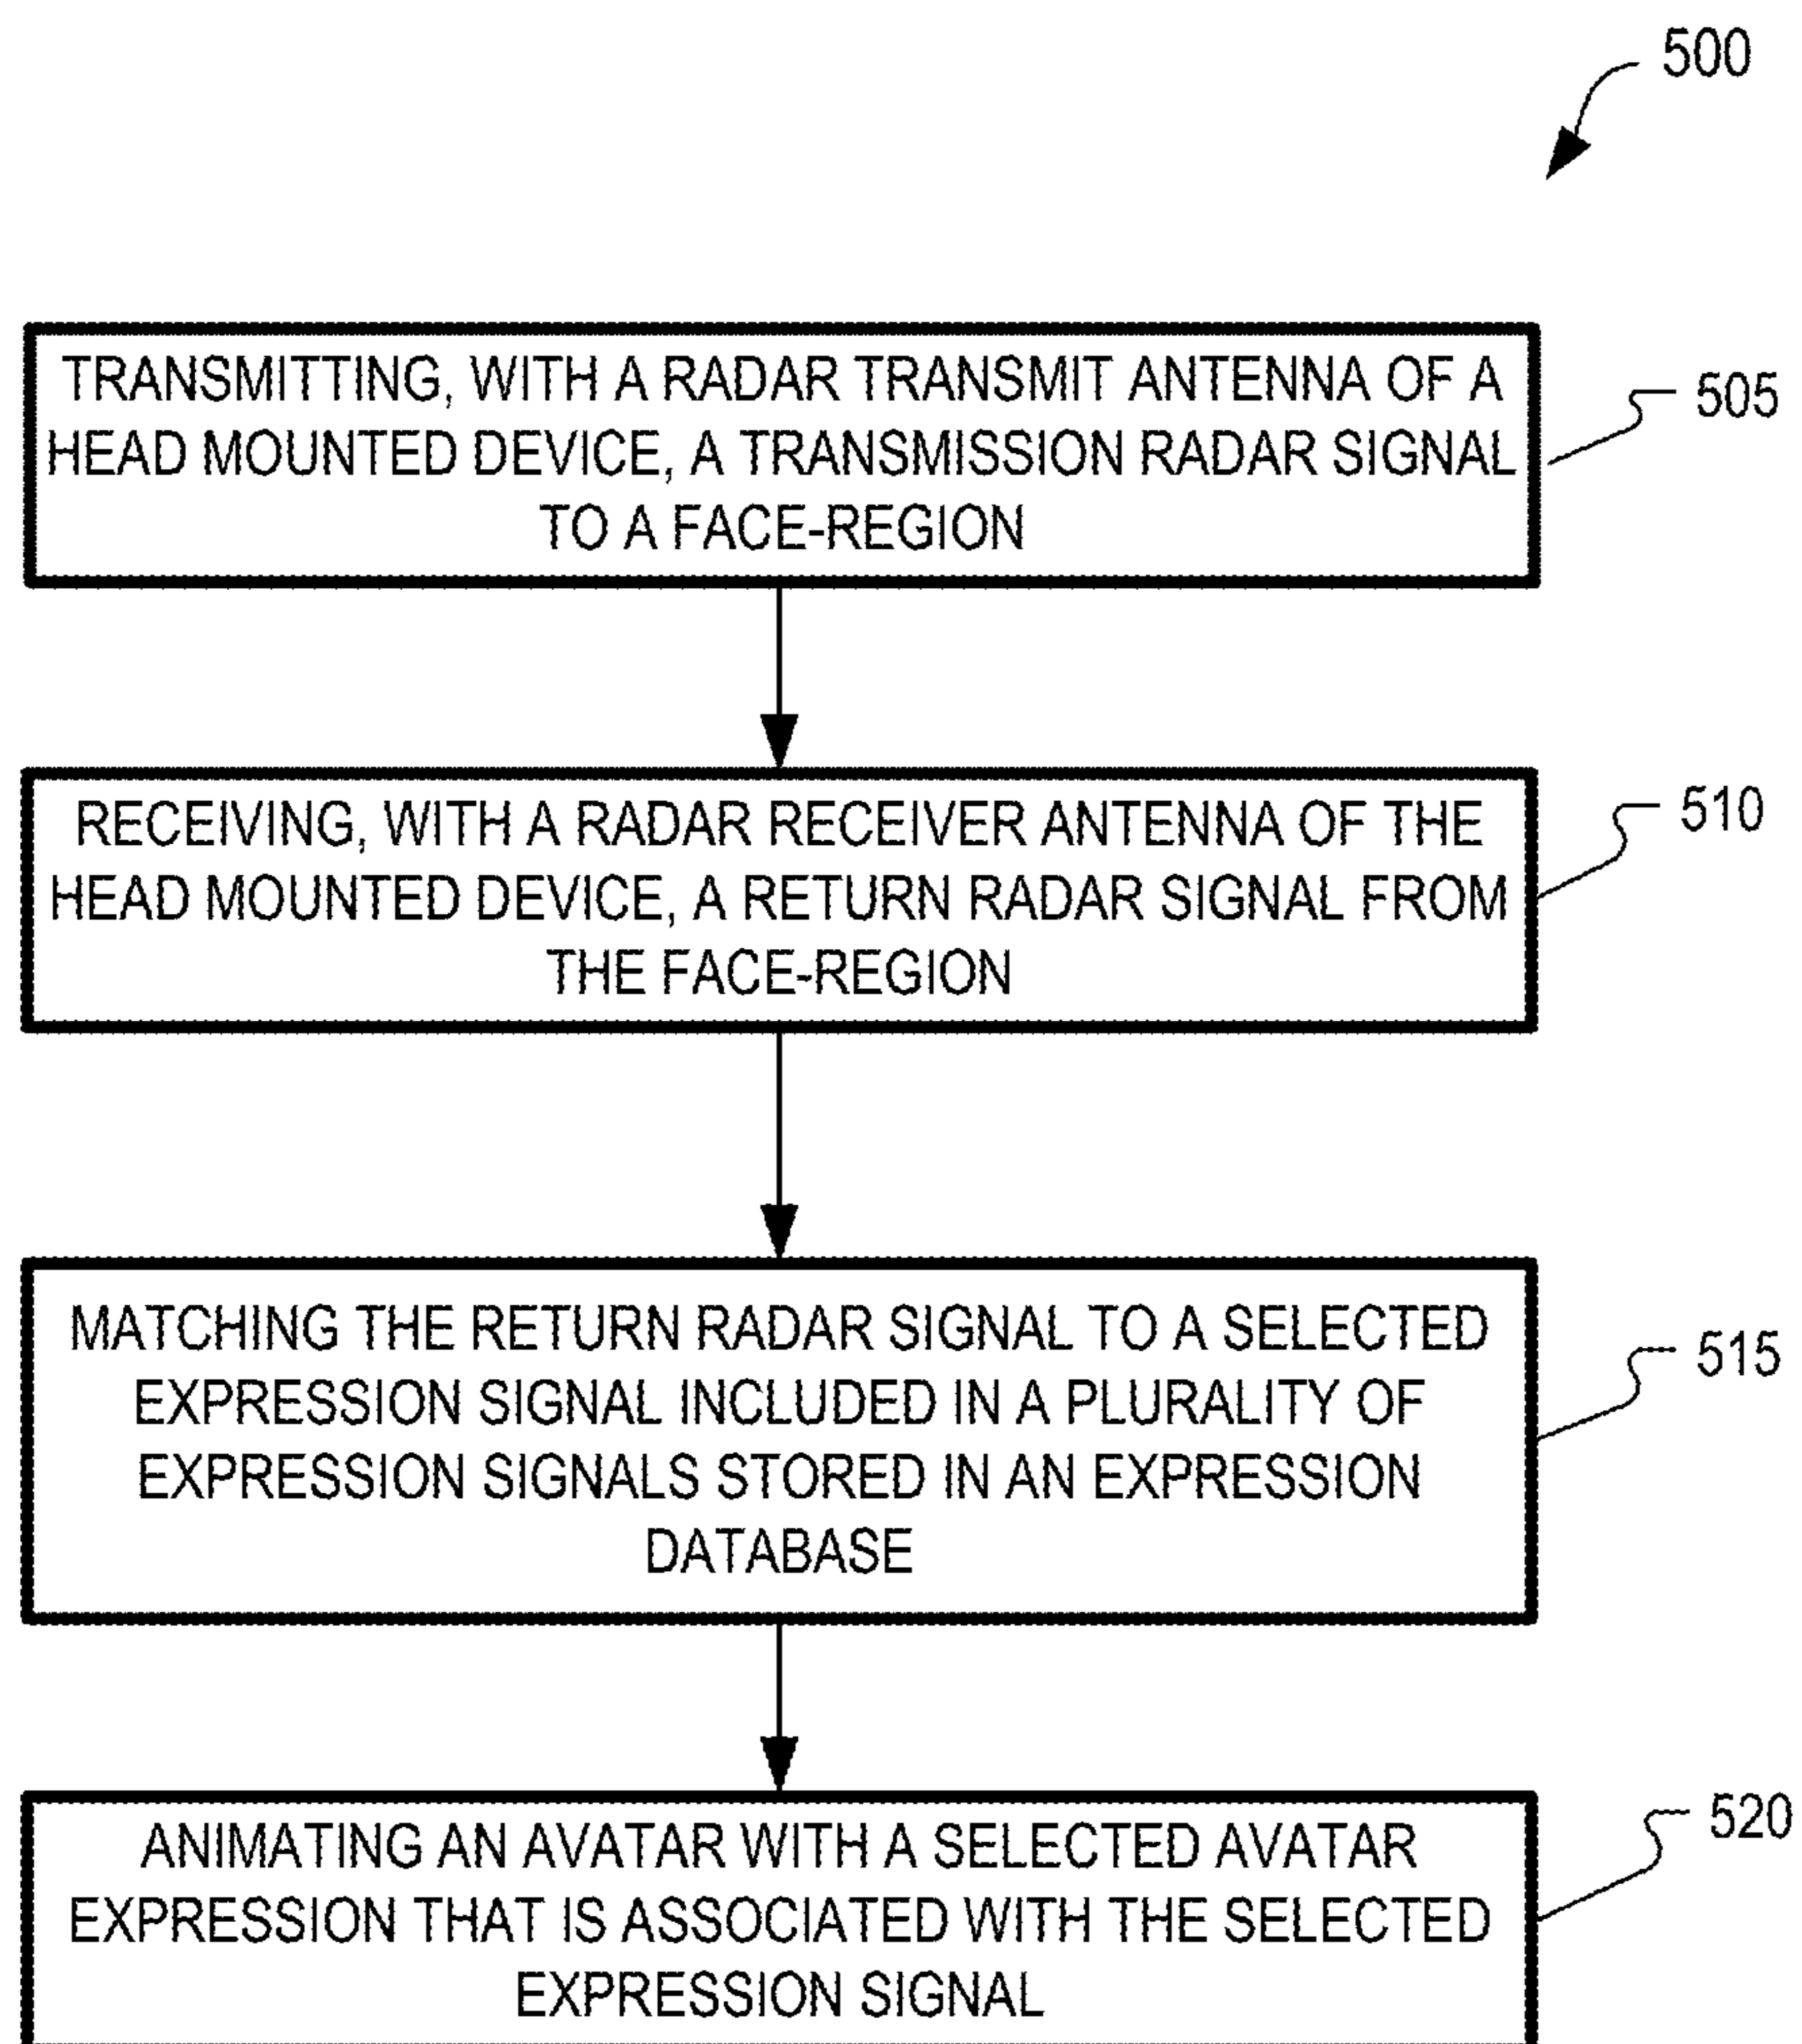 500
TRANSMITTING, WITH A RADAR TRANSMIT ANTENNA OF A
HEAD MOUNTED DEVICE, A TRANSMISSION RADAR SIGNAL
TO A FACE-REGION
505
RECEIVING, WITH A RADAR RECEIVER ANTENNA OF THE
HEAD MOUNTED DEVICE, A RETURN RADAR SIGNAL FROM
THE FACE-REGION
510
MATCHING THE RETURN RADAR SIGNAL TO A SELECTED
EXPRESSION SIGNAL INCLUDED IN A PLURALITY OF
EXPRESSION SIGNALS STORED IN AN EXPRESSION
DATABASE
515
ANIMATING AN AVATAR WITH A SELECTED AVATAR
EXPRESSION THAT IS ASSOCIATED WITH THE SELECTED
EXPRESSION SIGNAL
520